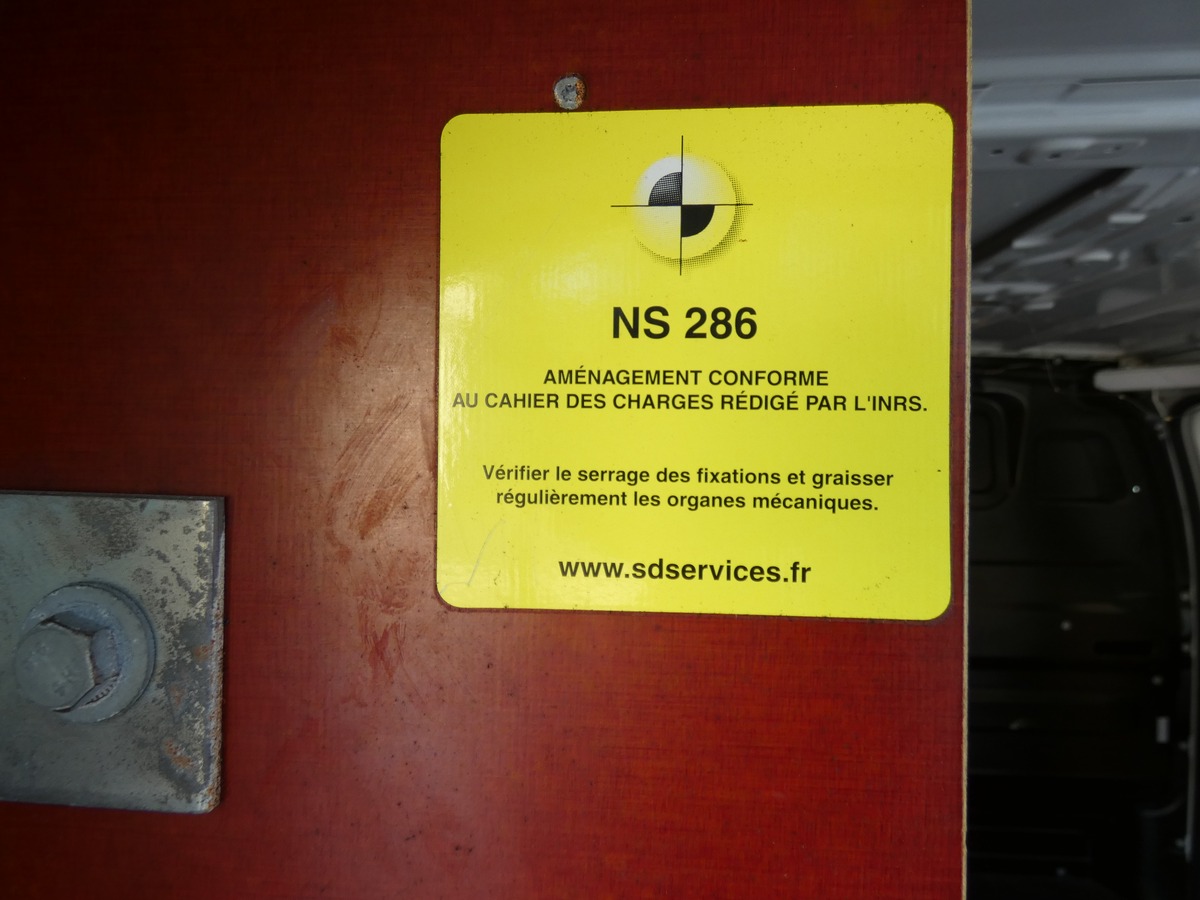 NS 286
AMÉNAGEMENT CONFORME
AU CAHIER DES CHARGES RÉDIGÉ PAR L'INRS.
Vérifier le serrage des fixations et graisser
régulièrement les organes mécaniques.
www.sdservices.fr